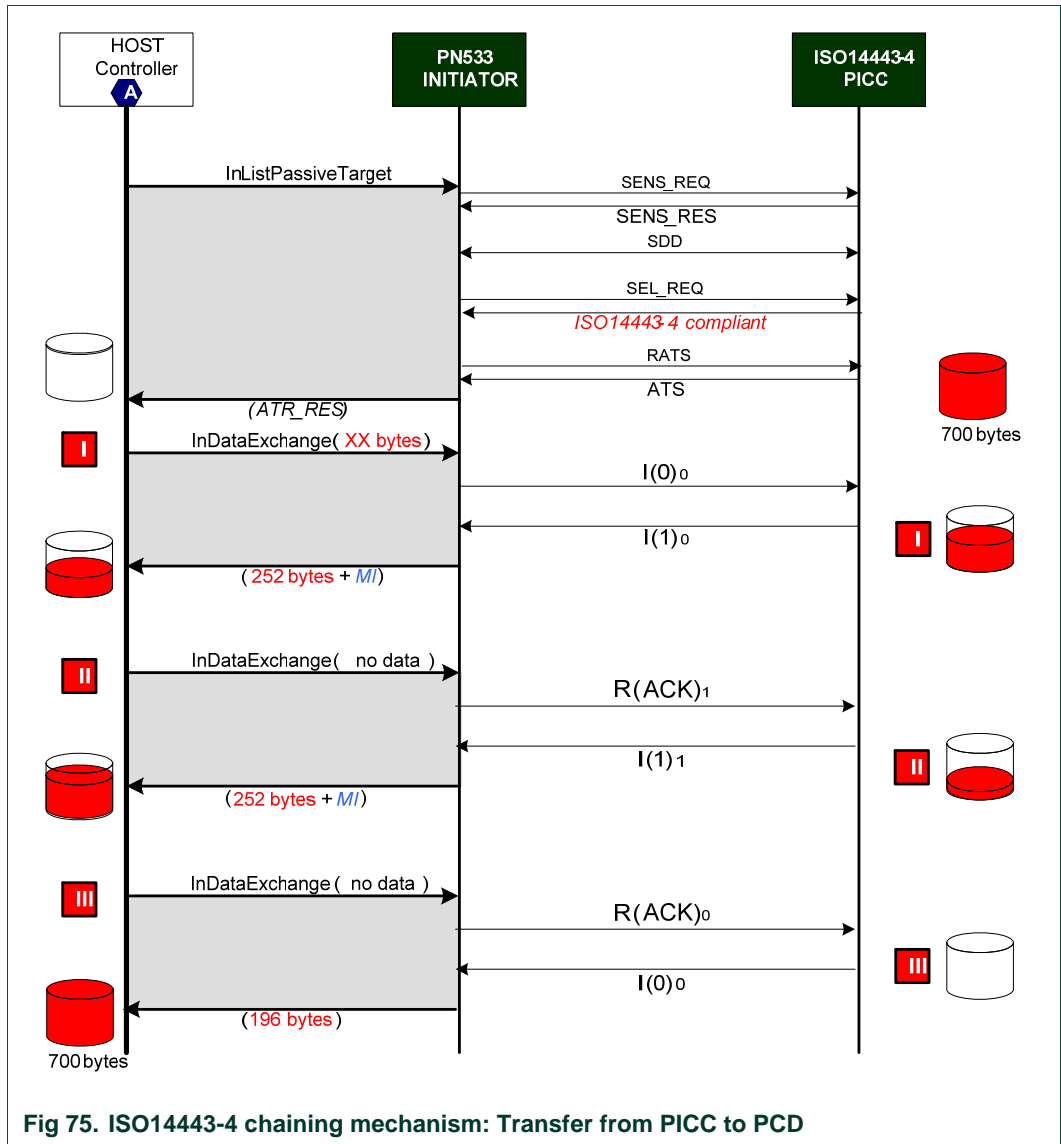 HOST
Controller
A
PN533
INITIATOR
ISO14443-4
PICC
InListPassiveTarget
SENS_REQ
SENS_RES
SDD
SEL_REQ
ISO14443-4 compliant
RATS
ATS
(ATR_RES)
700 bytes
I
InDataExchange( XX bytes)
I(0)0
I(1)0
I
(252 bytes + MI)
II
InDataExchange( no data )
R(ACK)1
I(1)1
II
(252 bytes + MI)
III
InDataExchange ( no data )
R(ACK)0
I(0)0
III
(196 bytes)
700 bytes
Fig 75. ISO14443-4 chaining mechanism: Transfer from PICC to PCD